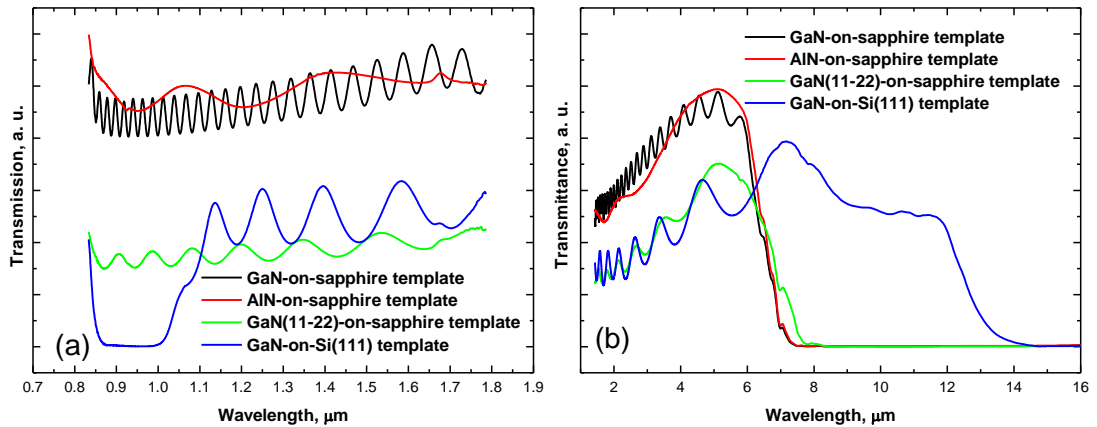 GaN-on-sapphire template
AlN-on-sapphire template
GaN(11-22)-on-sapphire template
GaN-on-Si(111) template
(a)
Transmission, a. u.
0.7 0.8 0.9 1.0 1.1 1.2 1.3 1.4 1.5 1.6 1.7 1.8 1.9
Wavelength, μm
GaN-on-sapphire template
AlN-on-sapphire template
GaN(11-22)-on-sapphire template
GaN-on-Si(111) template
(b)
Transmittance, a. u.
2 4 6 8 10 12 14 16
Wavelength, μm